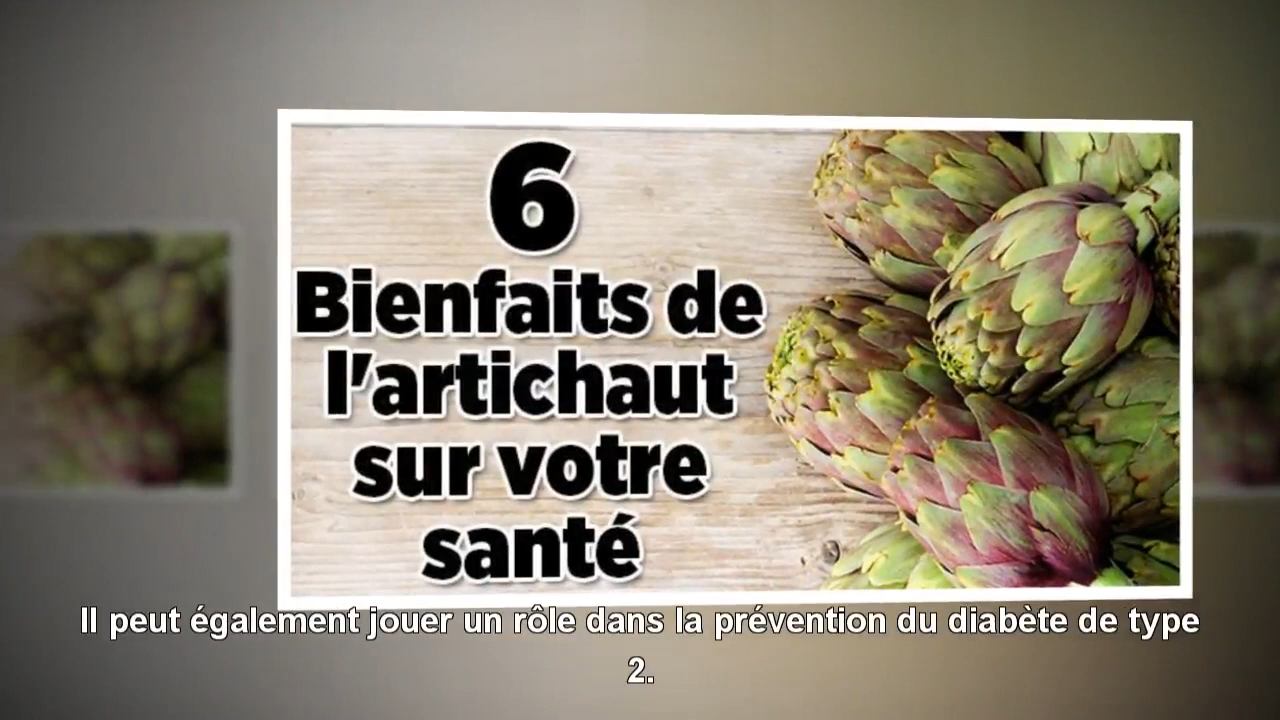 6
Bienfaits de
l'artichaut
sur votre
santé
Il peut également jouer un rôle dans la prévention du diabète de type
2.